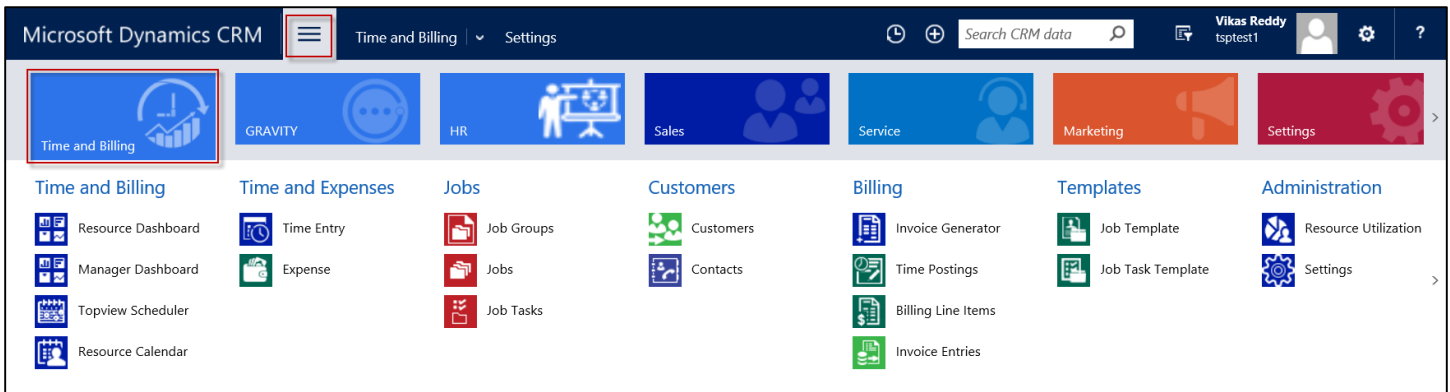 Microsoft Dynamics CRM
Time and Billing
Settings
Search CRM data
Vikas Reddy
tsptest1
?
Time and Billing
GRAVITY
HR
Sales
Service
Marketing
Settings
Time and Billing
Resource Dashboard
Manager Dashboard
Topview Scheduler
Resource Calendar
Time and Expenses
Time Entry
Expense
Jobs
Job Groups
Jobs
Job Tasks
Customers
Customers
Contacts
Billing
Invoice Generator
Time Postings
Billing Line Items
Invoice Entries
Templates
Job Template
Job Task Template
Administration
Resource Utilization
Settings